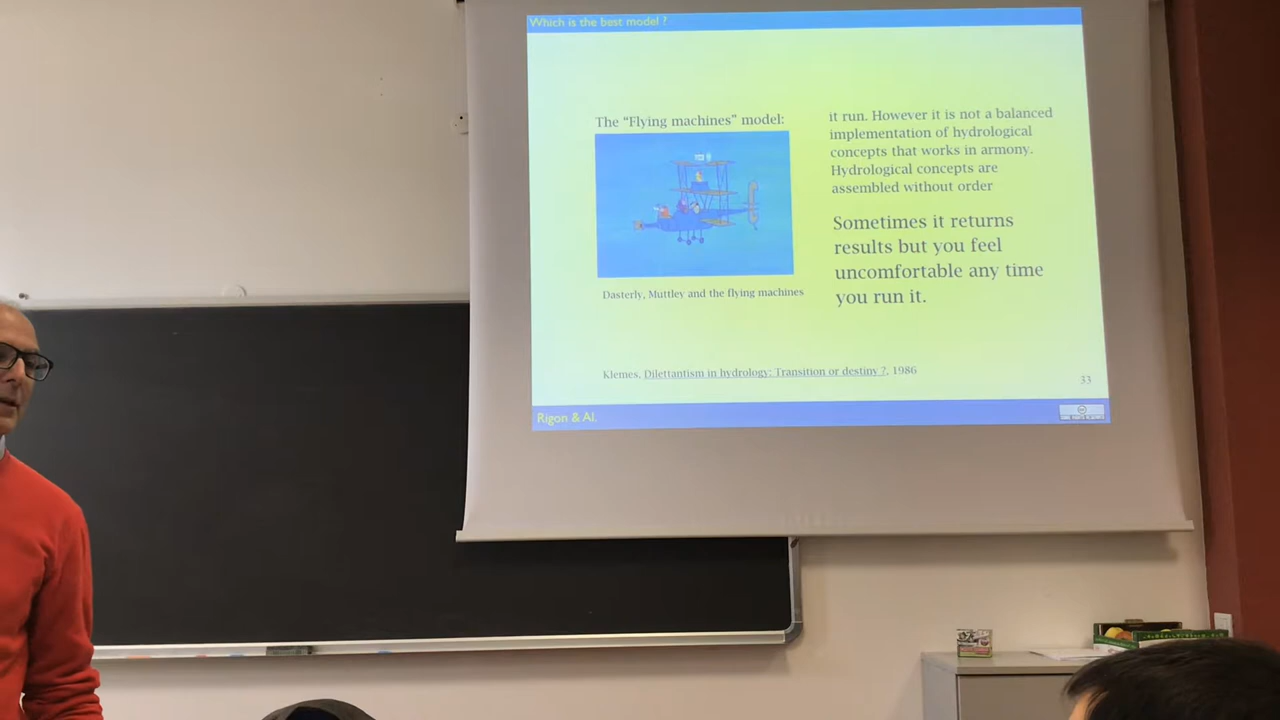 Which is the best model ?
The “Flying machines” model:
Dasterly, Muttley and the flying machines
it run. However it is not a balanced
implementation of hydrological
concepts that works in armony.
Hydrological concepts are
assembled without order
Sometimes it returns
results but you feel
uncomfortable any time
you run it.
Klemes, Dilettantism in hydrology: Transition or destiny ?, 1986
33
Rigon & Al.